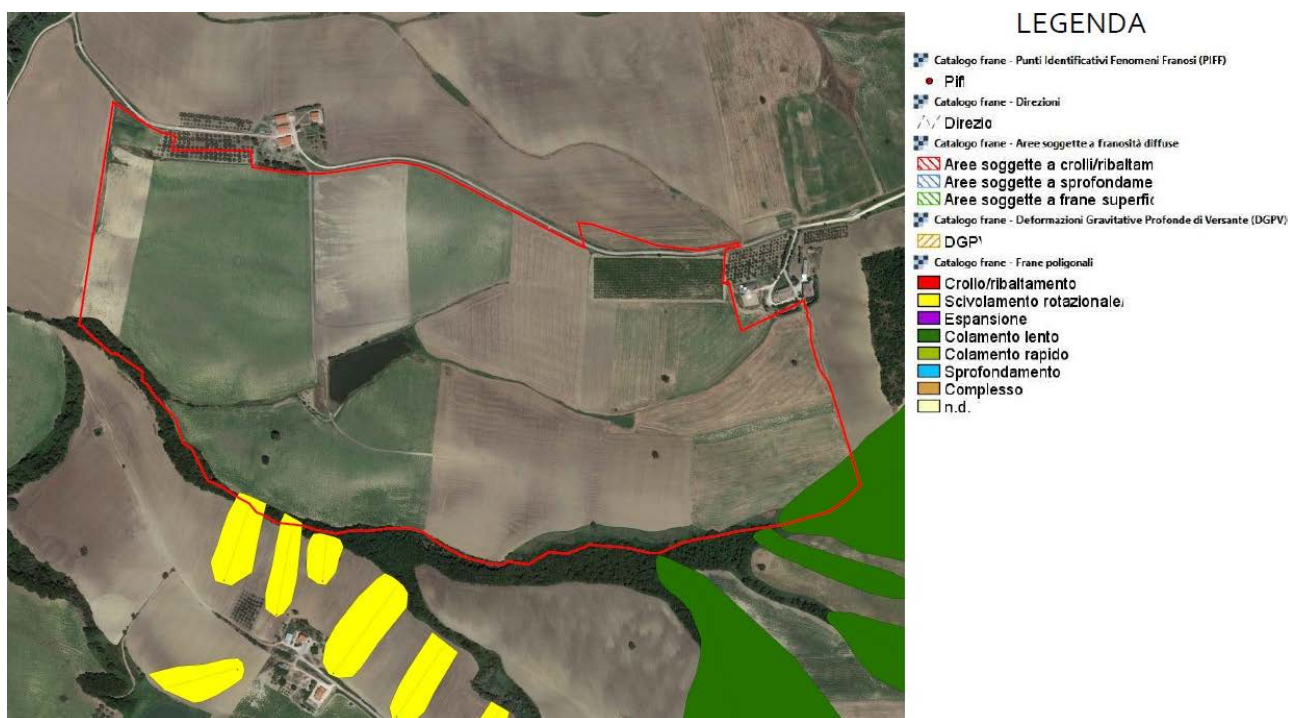 LEGENDA
Catalogo frane - Punti Identificativi Fenomeni Franosi (PIFF)
Pifl
Catalogo frane - Direzioni
Direzio
Catalogo frane - Aree soggette a franosità diffuse
Aree soggette a crolli/ribaltam
Aree soggette a sprofondame
Aree soggette a frane superfic
Catalogo frane - Deformazioni Gravitative Profonde di Versante (DGPV)
DGP\
Catalogo frane - Frane poligonali
Crollo/ribaltamento
Scivolamento rotazionale/
Espansione
Colamento lento
Colamento rapido
Sprofondamento
Complesso
n.d.